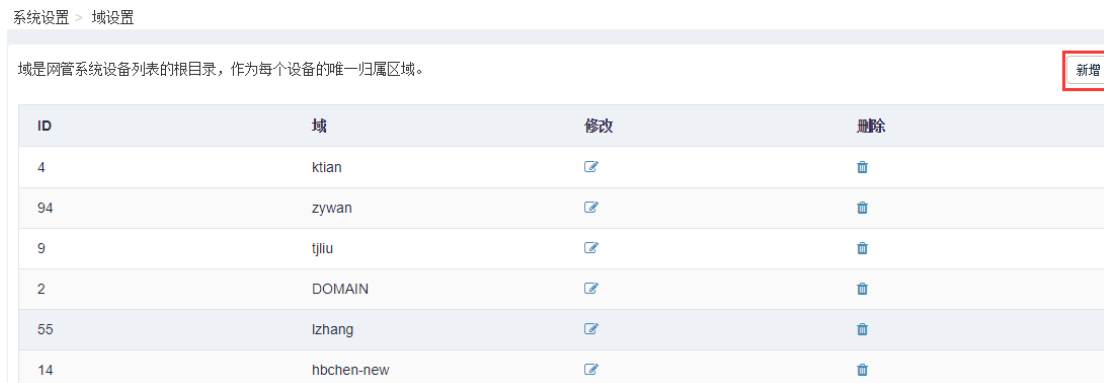 系统设置 > 域设置
域是网管系统设备列表的根目录，作为每个设备的唯一归属区域。 新增
ID 域 修改 删除
4 ktian
94 zywan
9 tjliu
2 DOMAIN
55 lzhang
14 hbchen-new